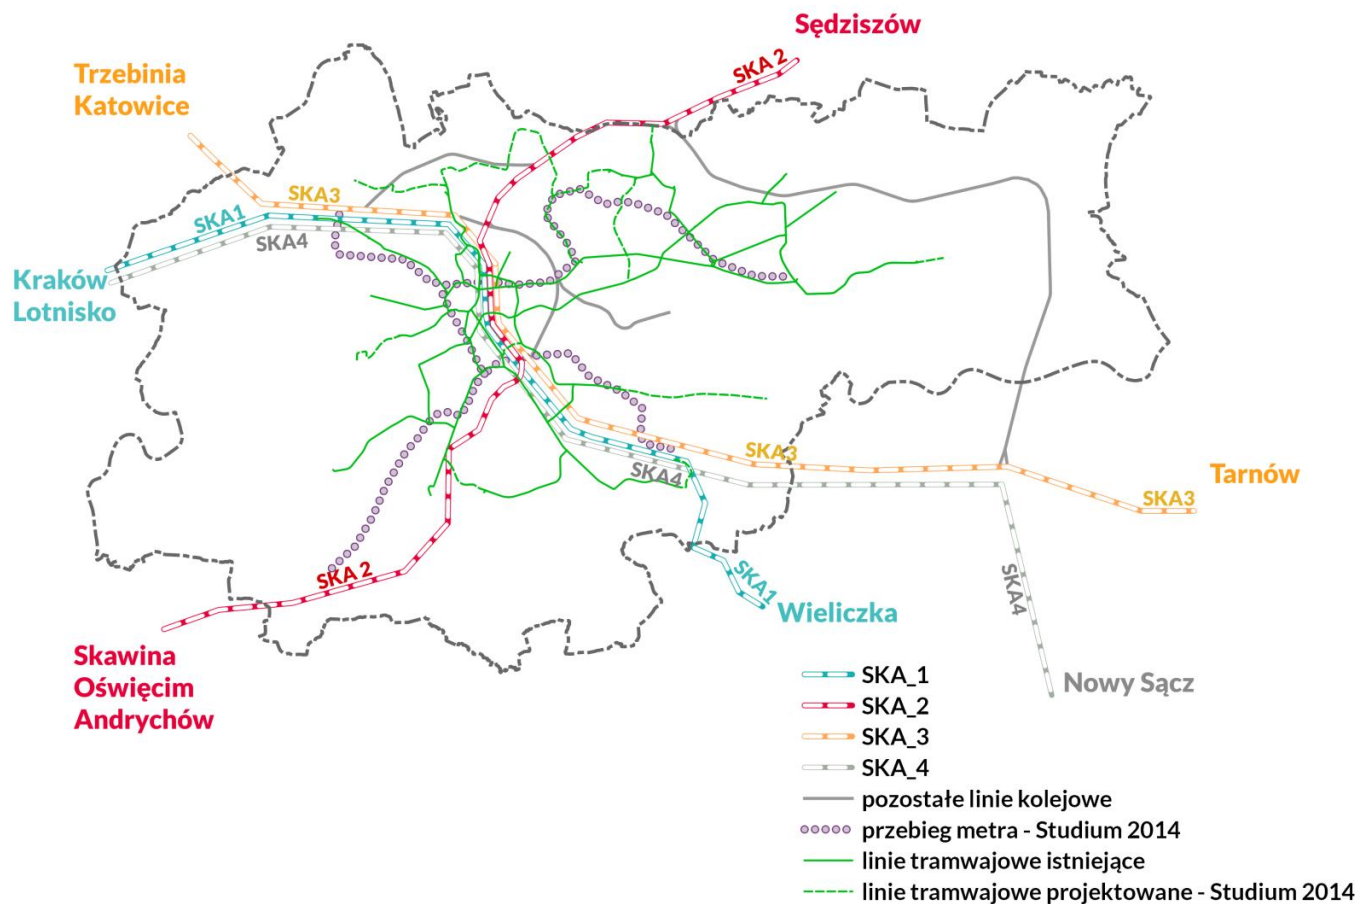 Sędziszów
SKA 2
Trzebinia
Katowice
SKA3
SKA1
SKA4
Kraków
Lotnisko
SKA3
SKA4
Tarnów
SKA3
SKA 2
SKA1
SKA4
Wieliczka
Skawina
Oświęcim
Andrychów
Nowy Sącz
SKA_1
SKA_2
SKA_3
SKA_4
pozostałe linie kolejowe
przebieg metra - Studium 2014
linie tramwajowe istniejące
linie tramwajowe projektowane - Studium 2014